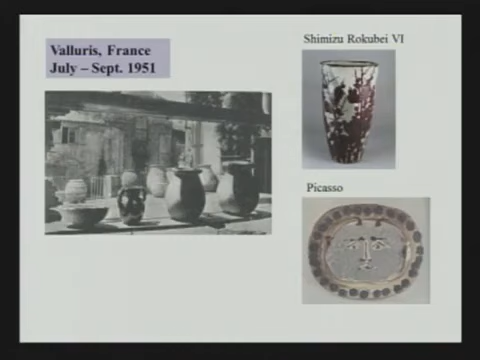 Valluris, France
July – Sept. 1951
Shimizu Rokubei VI
Picasso